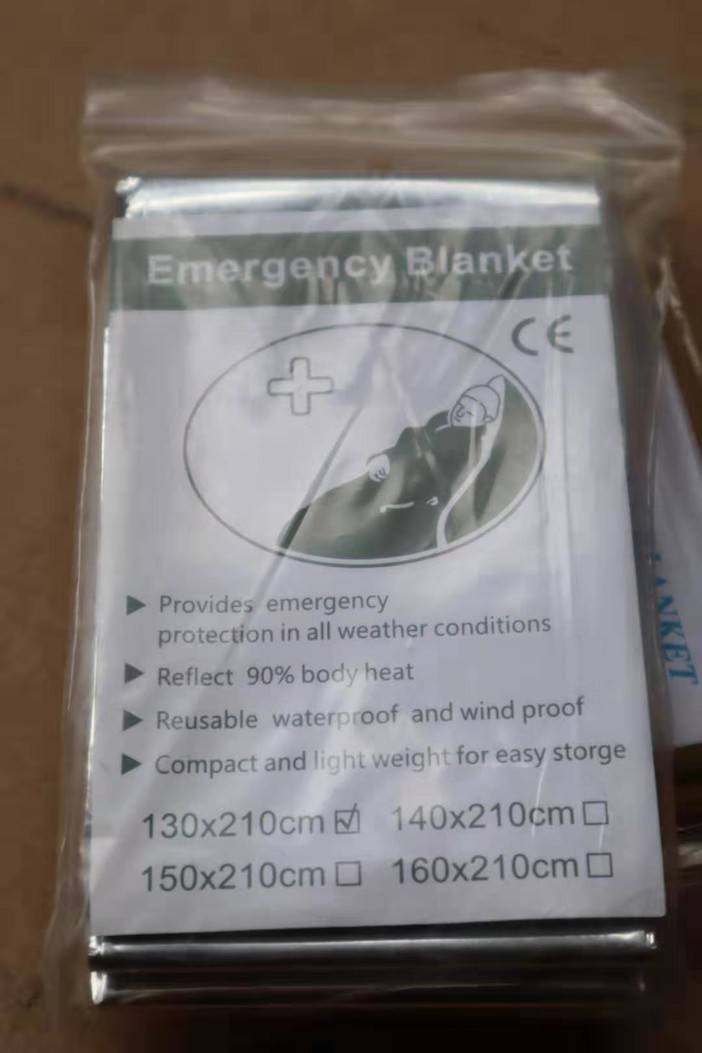 Emergency Blanket
CE
Provides emergency
protection in all weather conditions
Reflect 90% body heat
Reusable waterproof and wind proof
Compact and light weight for easy storge
130x210cm ☑ 140x210cm ☐
150x210cm ☐ 160x210cm ☐